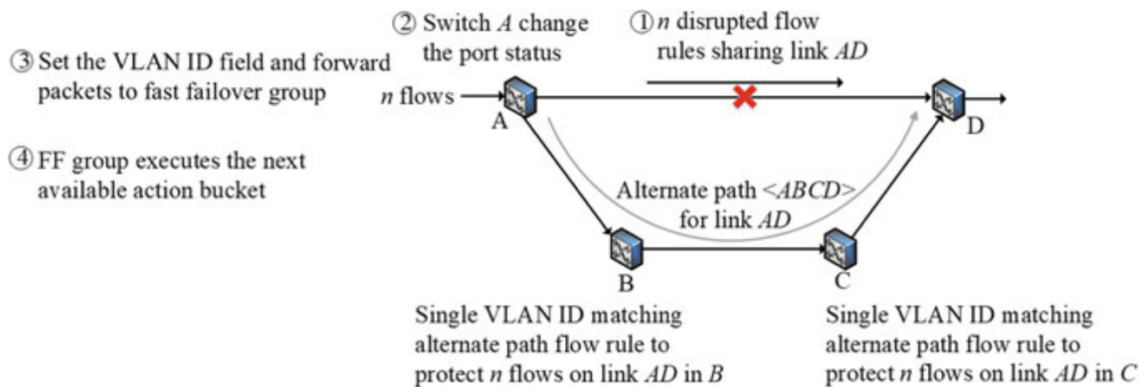 ② Switch A change
the port status
① n disrupted flow
rules sharing link AD
③ Set the VLAN ID field and forward
packets to fast failover group
n flows
A
D
④ FF group executes the next
available action bucket
Alternate path <ABCD>
for link AD
B
C
Single VLAN ID matching
alternate path flow rule to
protect n flows on link AD in B
Single VLAN ID matching
alternate path flow rule to
protect n flows on link AD in C